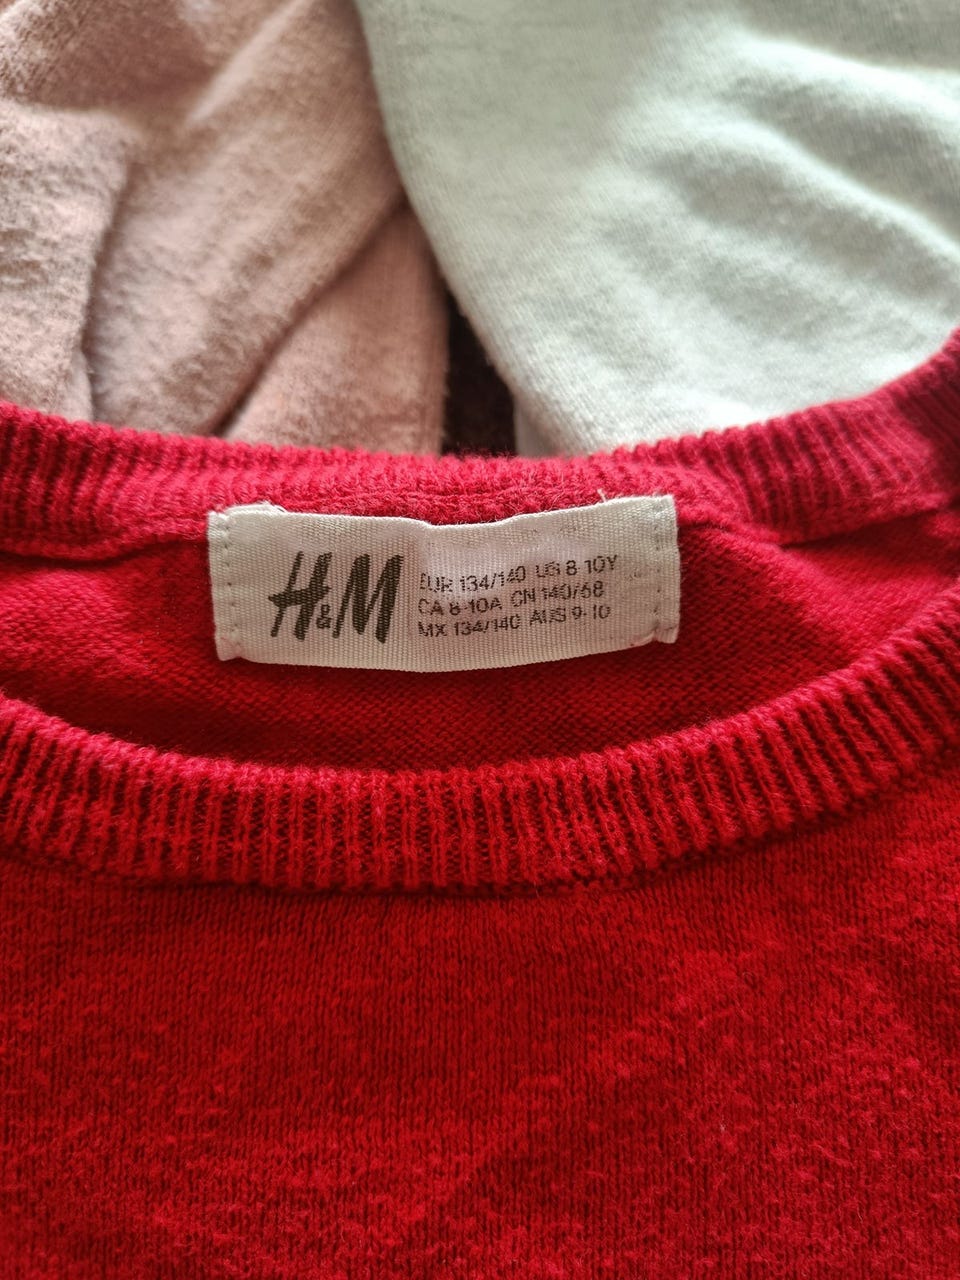 H&M
EUR 134/140 US 8-10Y
CA 8-10A CN 140/68
MX 134/140 AUS 9-10